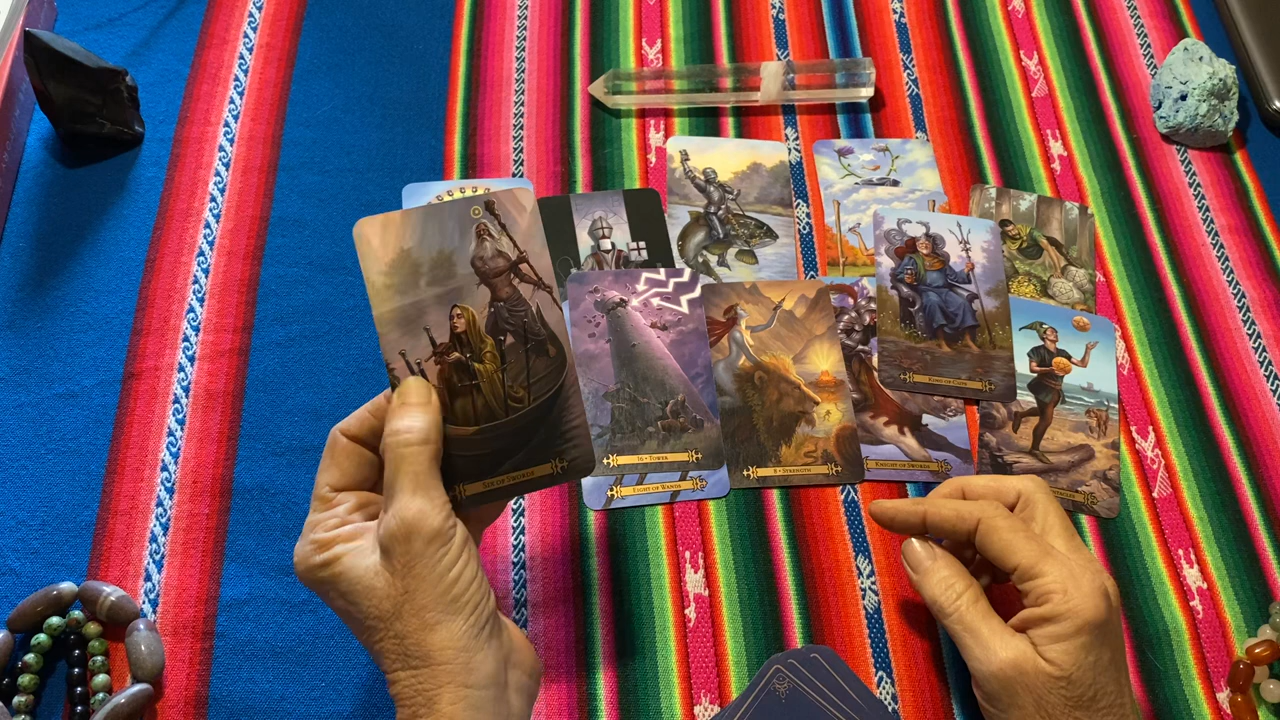 KING OF CUPS
16 • TOWER
8 • STRENGTH
KNIGHT OF SWORDS
SIX OF SWORDS
EIGHT OF WANDS